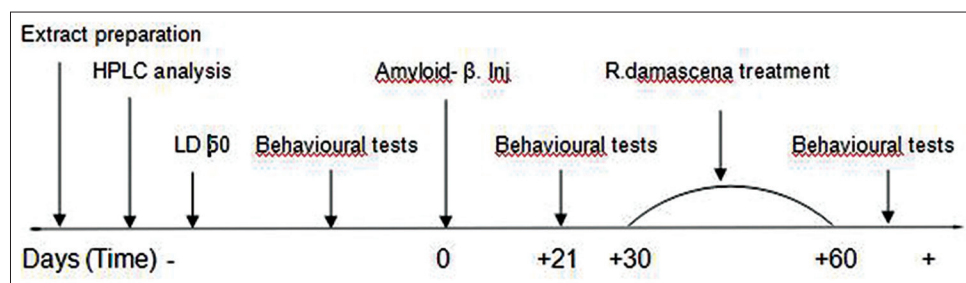 Extract preparation
HPLC analysis
Amyloid- β. Inj
R.damascena treatment
LD 50
Behavioural tests
Behavioural tests
Behavioural tests
Days (Time) - 0 +21 +30 +60 +